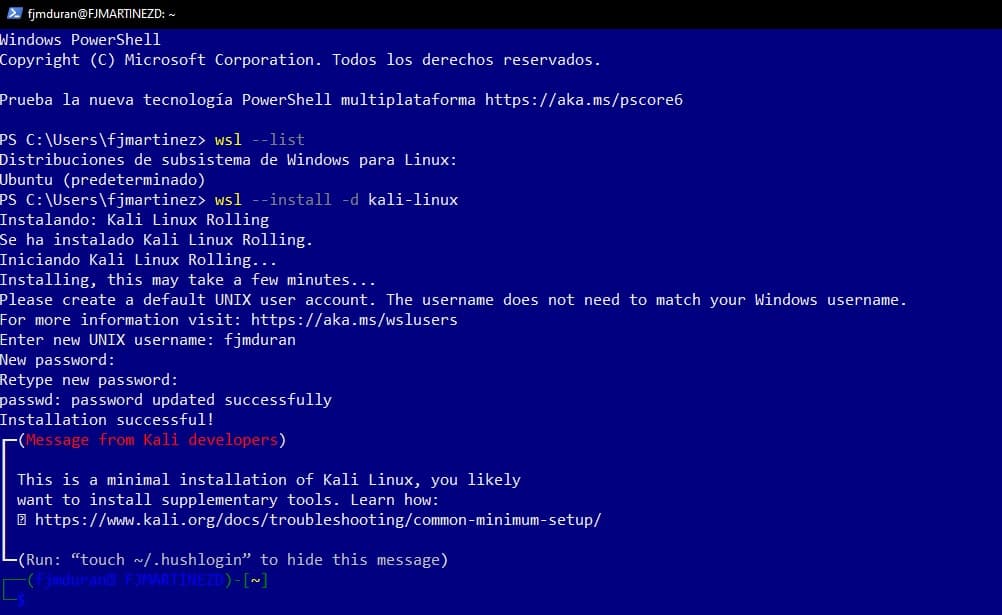 fjmduran@FJMARTINEZD: ~
Windows PowerShell
Copyright (C) Microsoft Corporation. Todos los derechos reservados.
Prueba la nueva tecnología PowerShell multiplataforma https://aka.ms/pscore6
PS C:\Users\fjmartinez> wsl --list
Distribuciones de subsistema de Windows para Linux:
Ubuntu (predeterminado)
PS C:\Users\fjmartinez> wsl --install -d kali-linux
Instalando: Kali Linux Rolling
Se ha instalado Kali Linux Rolling.
Iniciando Kali Linux Rolling...
Installing, this may take a few minutes...
Please create a default UNIX user account. The username does not need to match your Windows username.
For more information visit: https://aka.ms/wslusers
Enter new UNIX username: fjmduran
New password:
Retype new password:
passwd: password updated successfully
Installation successful!
┏━(Message from Kali developers)
┃ This is a minimal installation of Kali Linux, you likely
┃ want to install supplementary tools. Learn how:
┃ ⍰ https://www.kali.org/docs/troubleshooting/common-minimum-setup/
┗━(Run: “touch ~/.hushlogin” to hide this message)
┌──(fjmduran@ FJMARTINEZD)-[~]
└─$